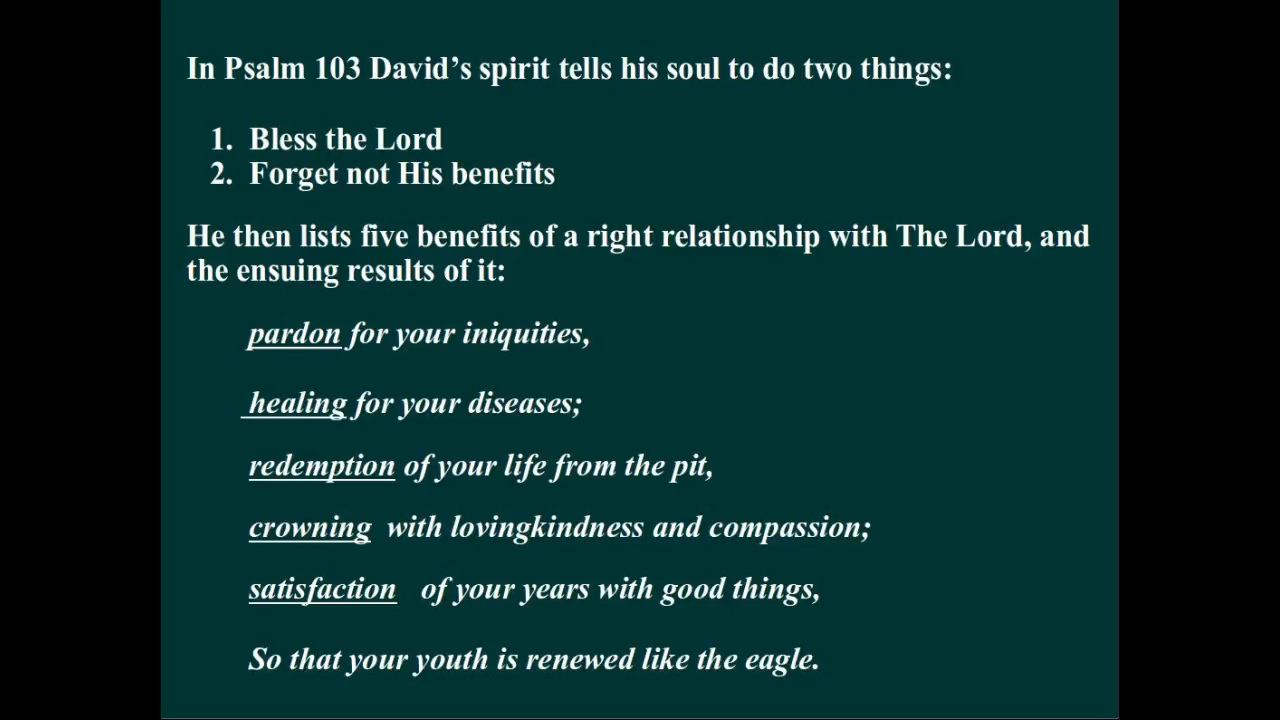 In Psalm 103 David’s spirit tells his soul to do two things:
1. Bless the Lord
2. Forget not His benefits
He then lists five benefits of a right relationship with The Lord, and
the ensuing results of it:
pardon for your iniquities,
healing for your diseases;
redemption of your life from the pit,
crowning with lovingkindness and compassion;
satisfaction of your years with good things,
So that your youth is renewed like the eagle.